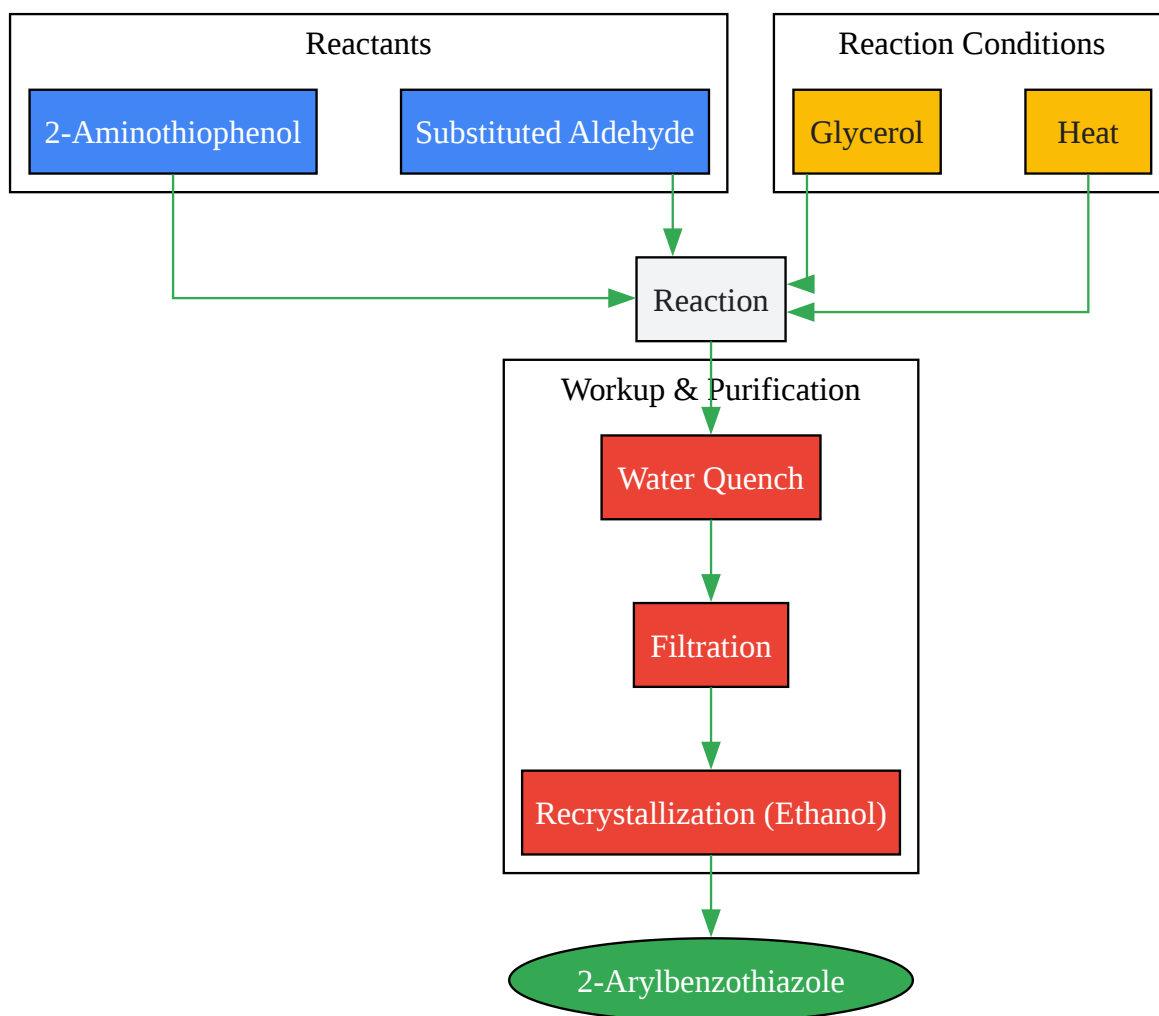 Reactants
Reaction Conditions
2-Aminothiophenol
Substituted Aldehyde
Glycerol
Heat
Reaction
Workup & Purification
Water Quench
Filtration
Recrystallization (Ethanol)
2-Arylbenzothiazole